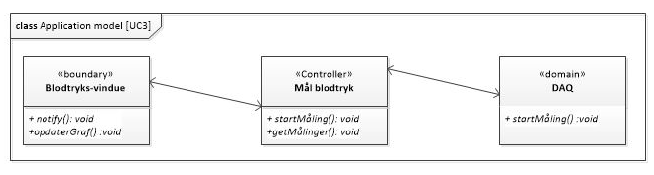 class Application model [UC3]
«boundary»
Blodtryks-vindue
+ notify(): void
+opdaterGraf() :void
«Controller»
Mål blodtryk
+ startMåling(): void
+getMålinger(): void
«domain»
DAQ
+ startMåling() :void